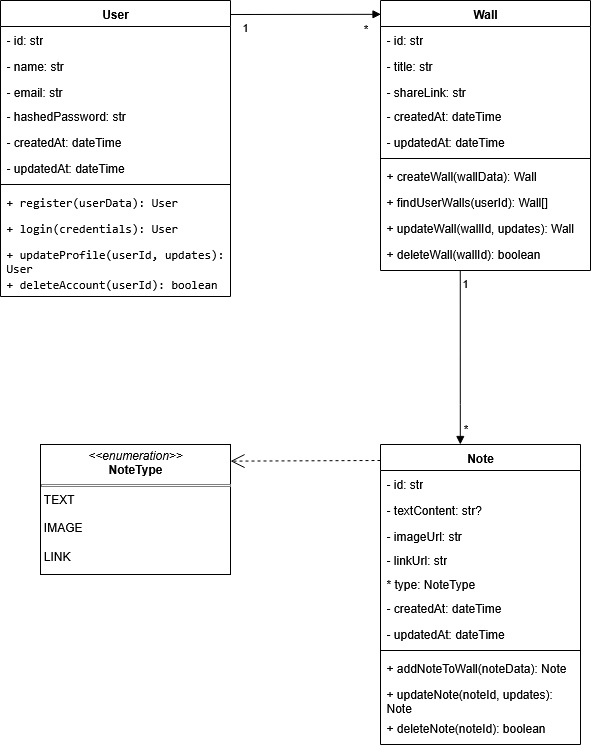 User
- id: str
- name: str
- email: str
- hashedPassword: str
- createdAt: dateTime
- updatedAt: dateTime
+ register(userData): User
+ login(credentials): User
+ updateProfile(userId, updates):
User
+ deleteAccount(userId): boolean
1
*
Wall
- id: str
- title: str
- shareLink: str
- createdAt: dateTime
- updatedAt: dateTime
+ createWall(wallData): Wall
+ findUserWalls(userId): Wall[]
+ updateWall(wallId, updates): Wall
+ deleteWall(wallId): boolean
1
*
<<enumeration>>
NoteType
TEXT
IMAGE
LINK
Note
- id: str
- textContent: str?
- imageUrl: str
- linkUrl: str
* type: NoteType
- createdAt: dateTime
- updatedAt: dateTime
+ addNoteToWall(noteData): Note
+ updateNote(noteId, updates):
Note
+ deleteNote(noteId): boolean